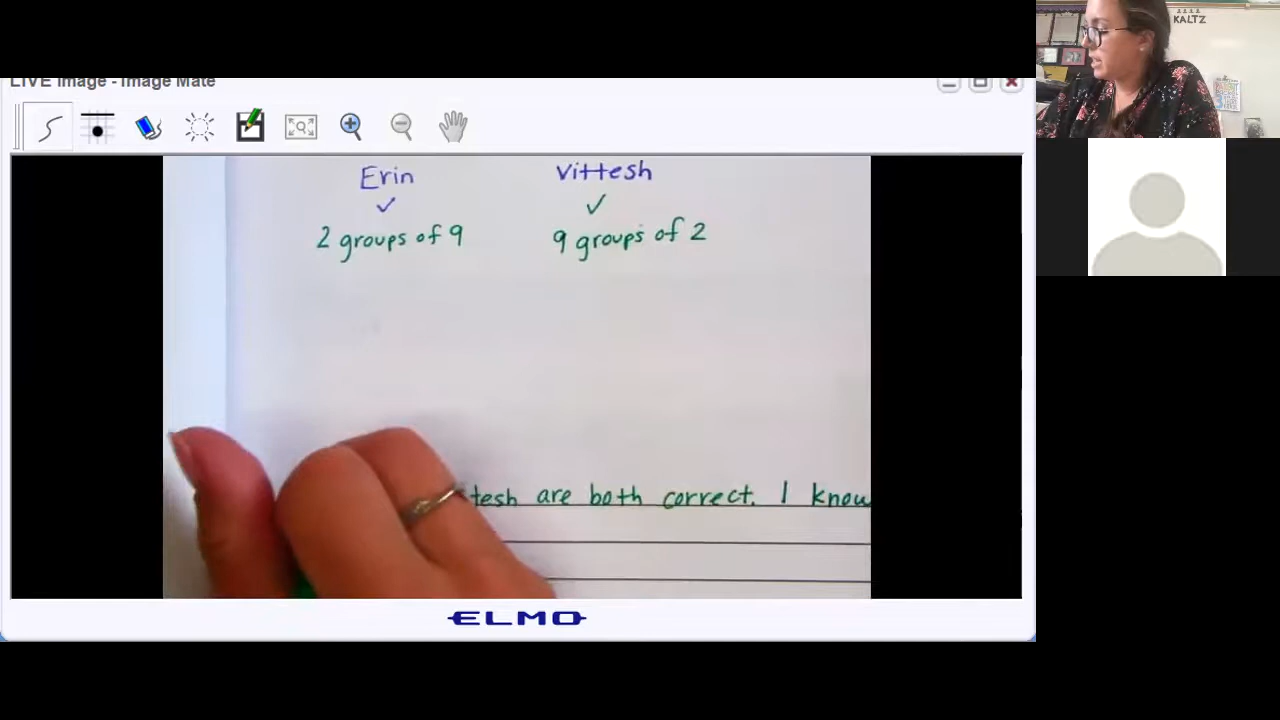 KALTZ
LIVE Image - Image Mate
Erin Vittesh
2 groups of 9 9 groups of 2
tesh are both correct. I know
ELMO